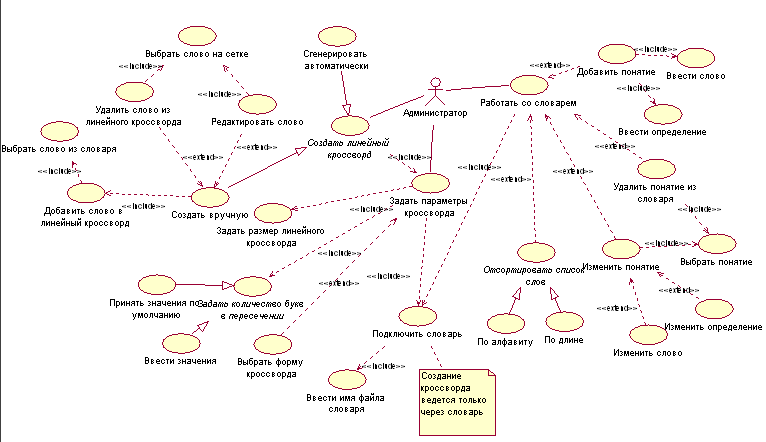 Выбрать слово на сетке
Сгенерировать
автоматически
<<include>>
<<include>>
<<extend>>
Добавить понятие
<<include>>
Ввести слово
Удалить слово из
линейного кроссворда
<<include>>
Редактировать слово
Администратор
Работать со словарем
<<include>>
Ввести определение
Выбрать слово из словаря
<<include>>
<<extend>>
<<extend>>
Создать линейный
кроссворд
<<include>>
<<include>>
<<extend>>
<<extend>>
<<extend>>
Удалить понятие из
словаря
Добавить слово в
линейный кроссворд
<<include>>
Создать вручную
Задать размер линейного
кроссворда
Задать параметры
кроссворда
<<include>>
<<include>>
<<include>>
<<include>>
<<extend>>
Отсортировать список
слов
Изменить понятие
<<include>>
Выбрать понятие
Принять значения по
умолчанию
Задать количество букв
в пересечении
<<extend>>
<<extend>>
Ввести значения
Выбрать форму
кроссворда
Подключить словарь
По алфавиту
По длине
Изменить слово
Изменить определение
<<include>>
Ввести имя файла
словаря
Создание
кроссворда
ведется только
через словарь